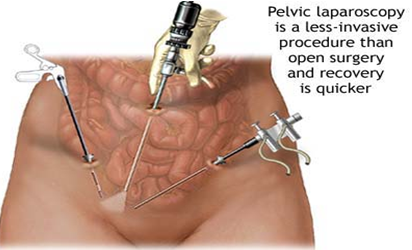 Pelvic laparoscopy
is a less-invasive
procedure than
open surgery
and recovery
is quicker